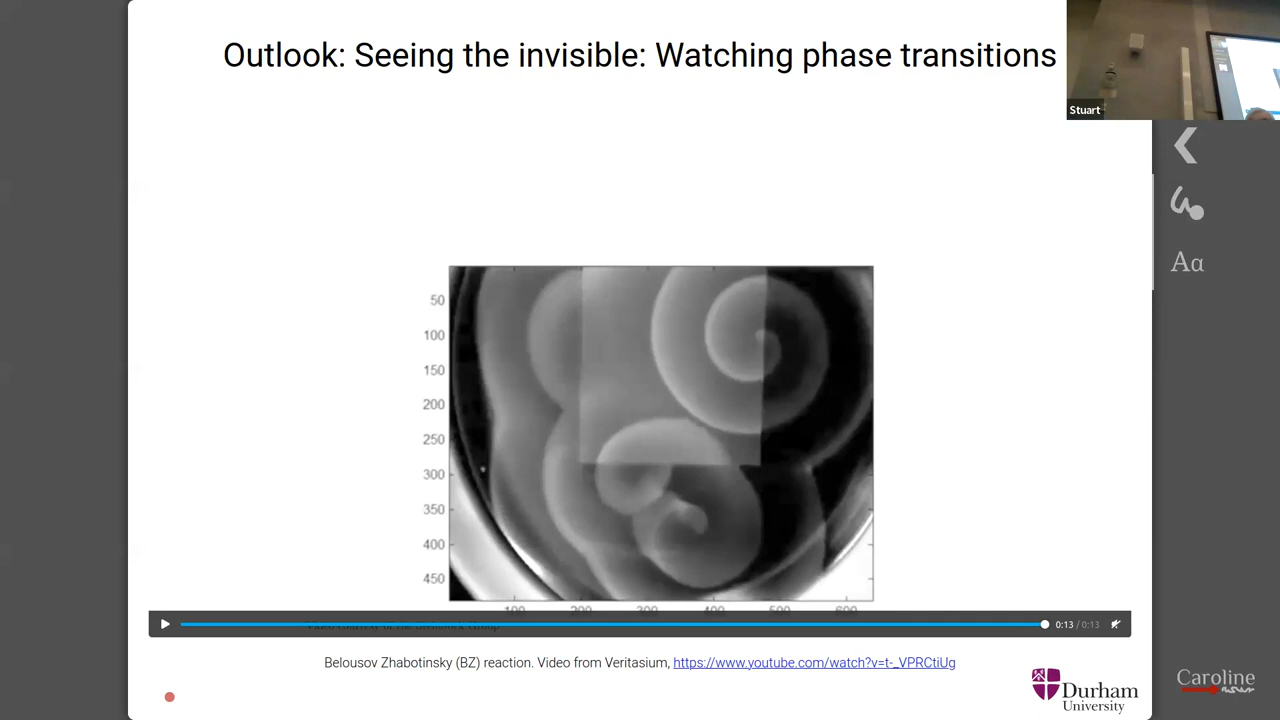 Outlook: Seeing the invisible: Watching phase transitions
Stuart
Aα
50
100
150
200
250
300
350
400
450
100 200 300 400 500 600
0:13 / 0:13
Belousov Zhabotinsky (BZ) reaction. Video from Veritasium, https://www.youtube.com/watch?v=t-_VPRCtiUg
Durham
University
Caroline